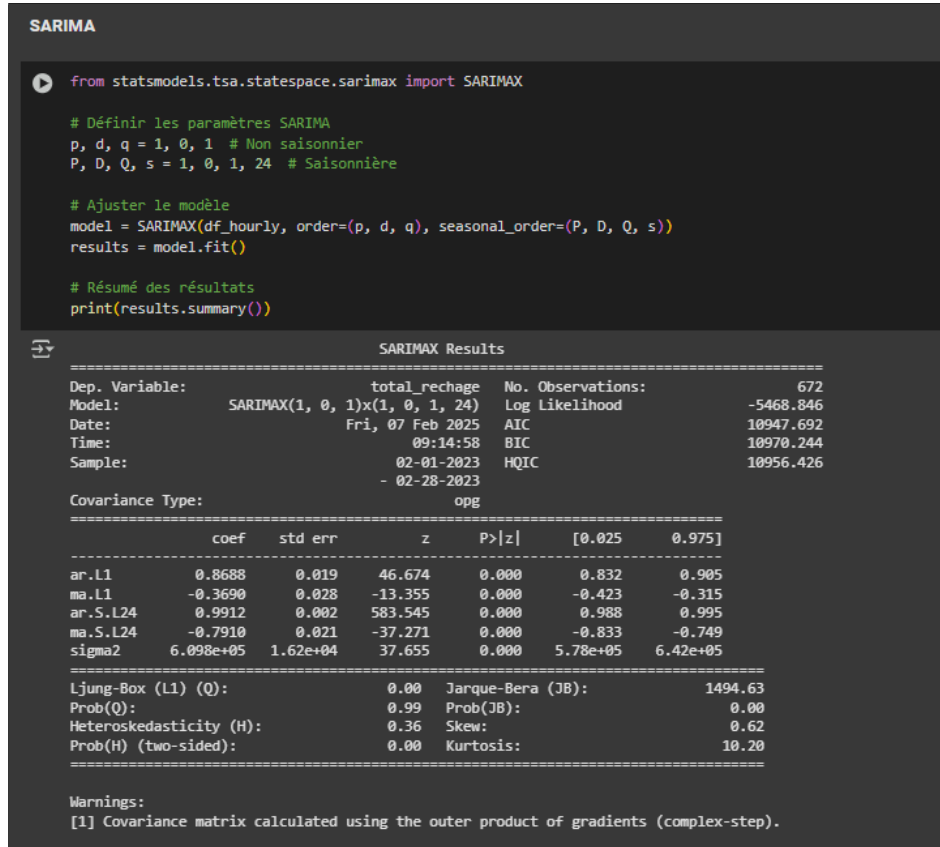 SARIMA
from statsmodels.tsa.statespace.sarimax import SARIMAX
# Définir les paramètres SARIMA
p, d, q = 1, 0, 1  # Non saisonnier
P, D, Q, s = 1, 0, 1, 24  # Saisonnière
# Ajuster le modèle
model = SARIMAX(df_hourly, order=(p, d, q), seasonal_order=(P, D, Q, s))
results = model.fit()
# Résumé des résultats
print(results.summary())
SARIMAX Results
==============================================================================
Dep. Variable: total_rechage No. Observations: 672
Model: SARIMAX(1, 0, 1)x(1, 0, 1, 24) Log Likelihood -5468.846
Date: Fri, 07 Feb 2025 AIC 10947.692
Time: 09:14:58 BIC 10970.244
Sample: 02-01-2023 HQIC 10956.426
- 02-28-2023
Covariance Type: opg
==============================================================================
coef std err z P>|z| [0.025 0.975]
------------------------------------------------------------------------------
ar.L1 0.8688 0.019 46.674 0.000 0.832 0.905
ma.L1 -0.3690 0.028 -13.355 0.000 -0.423 -0.315
ar.S.L24 0.9912 0.002 583.545 0.000 0.988 0.995
ma.S.L24 -0.7910 0.021 -37.271 0.000 -0.833 -0.749
sigma2 6.098e+05 1.62e+04 37.655 0.000 5.78e+05 6.42e+05
==============================================================================
Ljung-Box (L1) (Q): 0.00 Jarque-Bera (JB): 1494.63
Prob(Q): 0.99 Prob(JB): 0.00
Heteroskedasticity (H): 0.36 Skew: 0.62
Prob(H) (two-sided): 0.00 Kurtosis: 10.20
==============================================================================
Warnings:
[1] Covariance matrix calculated using the outer product of gradients (complex-step).